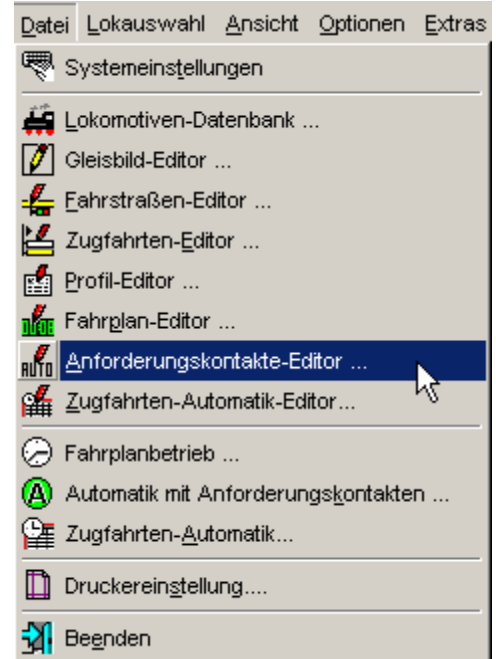 Datei Lokauswahl Ansicht Optionen Extras
Systemeinstellungen
Lokomotiven-Datenbank ...
Gleisbild-Editor ...
Fahrstraßen-Editor ...
Zugfahrten-Editor ...
Profil-Editor ...
Fahrplan-Editor ...
AUTO Anforderungskontakte-Editor ...
Zugfahrten-Automatik-Editor...
Fahrplanbetrieb ...
A Automatik mit Anforderungskontakten ...
Zugfahrten-Automatik...
Druckereinstellung....
Beenden